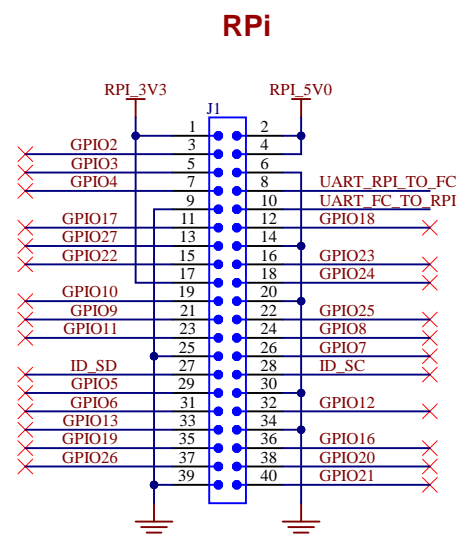 RPi
RPI_3V3 RPI_5V0
J1
1 2
GPIO2 3 4
GPIO3 5 6
GPIO4 7 8 UART_RPI_TO_FC
9 10 UART_FC_TO_RPI
GPIO17 11 12 GPIO18
GPIO27 13 14
GPIO22 15 16 GPIO23
17 18 GPIO24
GPIO10 19 20
GPIO9 21 22 GPIO25
GPIO11 23 24 GPIO8
25 26 GPIO7
ID_SD 27 28 ID_SC
GPIO5 29 30
GPIO6 31 32 GPIO12
GPIO13 33 34
GPIO19 35 36 GPIO16
GPIO26 37 38 GPIO20
39 40 GPIO21